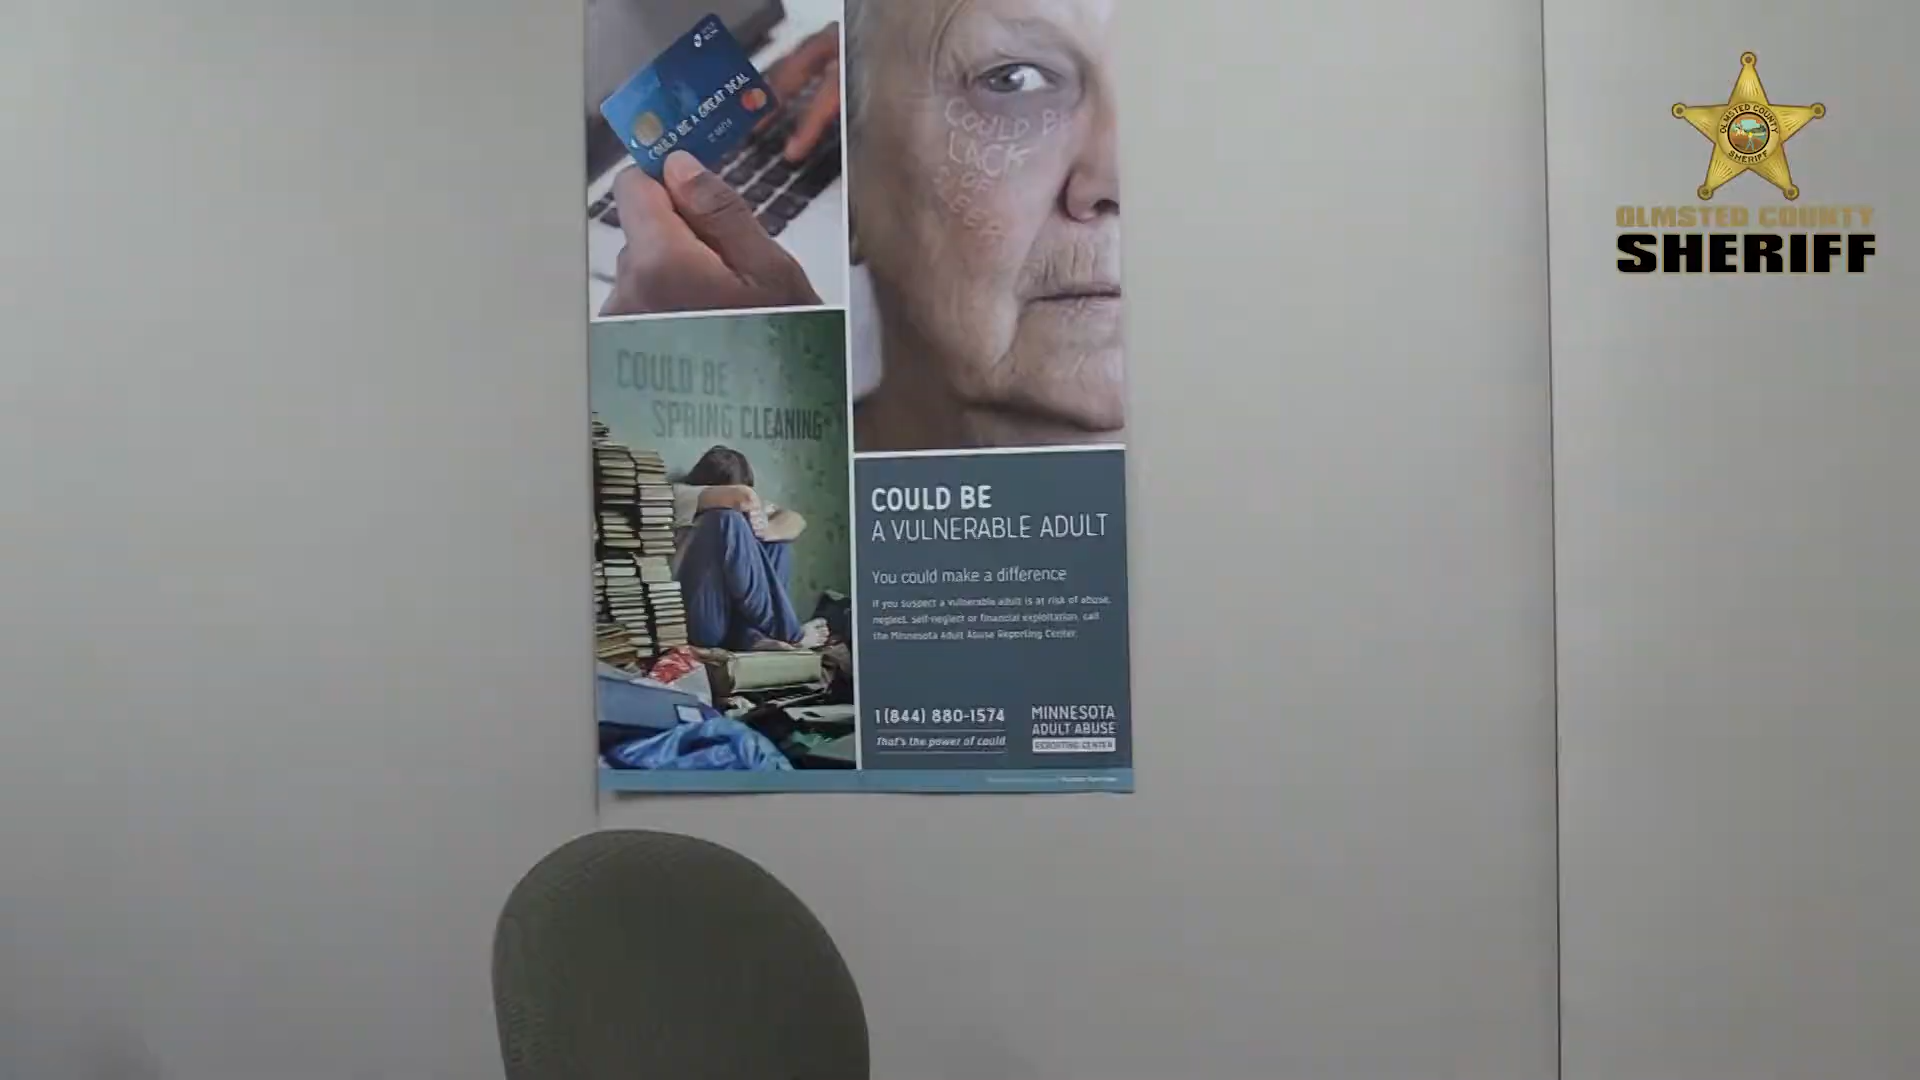 COULD BE A GREAT DEAL
COULD BE
LACK
OF
SLEEP
COULD BE
SPRING CLEANING
COULD BE
A VULNERABLE ADULT
You could make a difference
If you suspect a vulnerable adult is at risk of abuse,
neglect, self-neglect or financial exploitation, call
the Minnesota Adult Abuse Reporting Center.
1 (844) 880-1574
That's the power of could
MINNESOTA
ADULT ABUSE
REPORTING CENTER
OLMSTED COUNTY
SHERIFF
OLMSTED COUNTY
SHERIFF